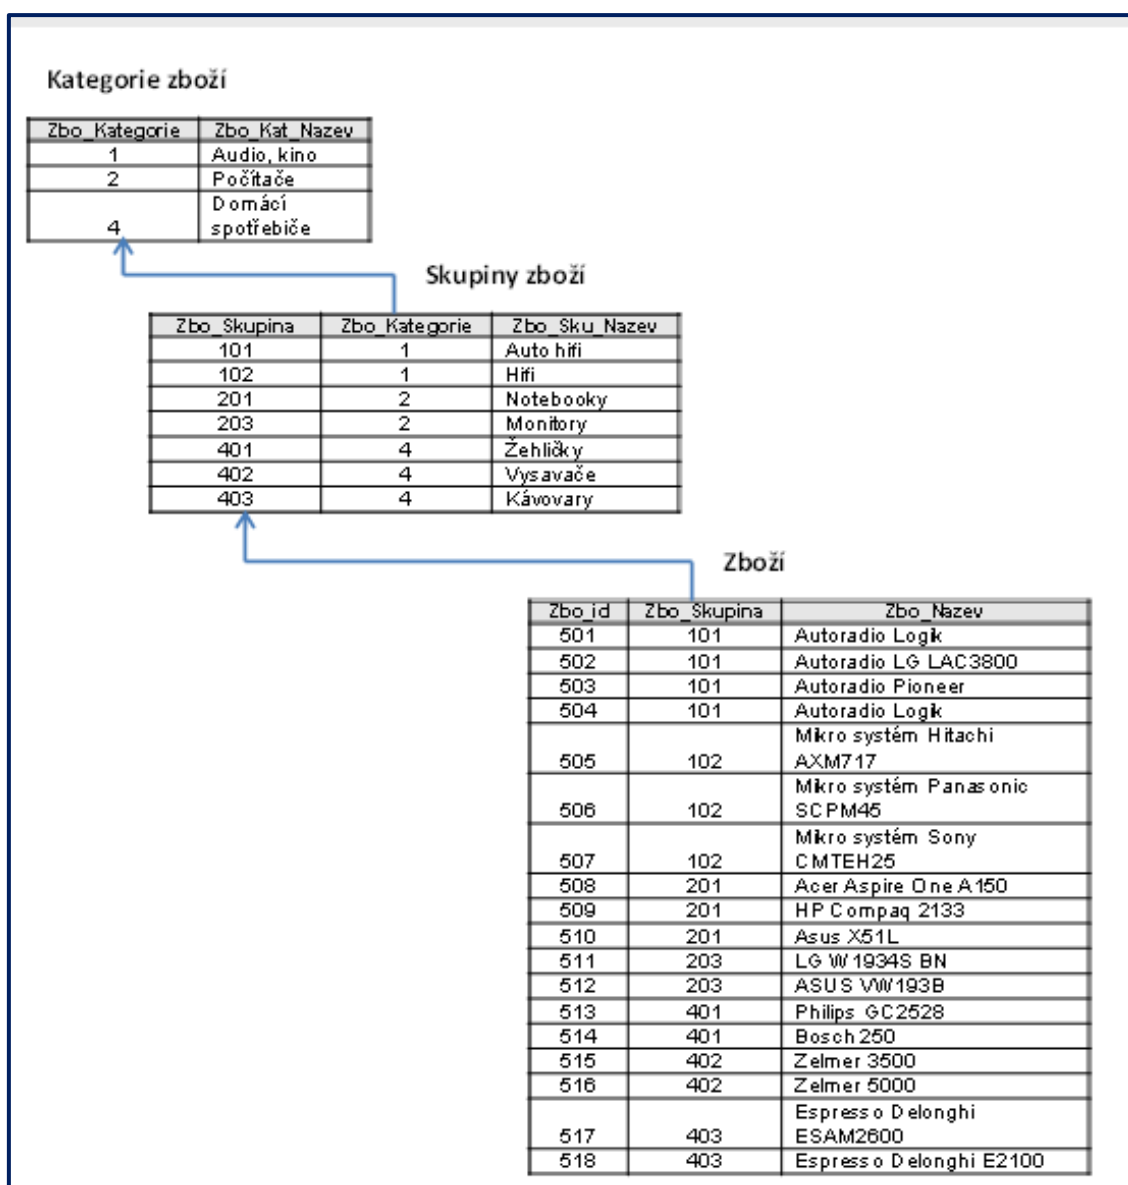 Kategorie zboží
Zbo_Kategorie Zbo_Kat_Nazev
1 Audio, kino
2 Počítače
Domácí
4 spotřebiče
Skupiny zboží
Zbo_Skupina Zbo_Kategorie Zbo_Sku_Nazev
101 1 Auto hifi
102 1 Hifi
201 2 Notebooky
203 2 Monitory
401 4 Žehličky
402 4 Vysavače
403 4 Kávovary
Zboží
Zbo_id Zbo_Skupina Zbo_Nazev
501 101 Autoradio Logik
502 101 Autoradio LG LAC3800
503 101 Autoradio Pioneer
504 101 Autoradio Logik
Mikro systém Hitachi
505 102 AXM717
Mikro systém Panasonic
506 102 SCPM45
Mikro systém Sony
507 102 CMTEH25
508 201 Acer Aspire One A150
509 201 HP Compaq 2133
510 201 Asus X51L
511 203 LG W1934S BN
512 203 ASUS VW193B
513 401 Philips GC2528
514 401 Bosch 250
515 402 Zelmer 3500
516 402 Zelmer 5000
Espresso Delonghi
517 403 ESAM2600
518 403 Espresso Delonghi E2100